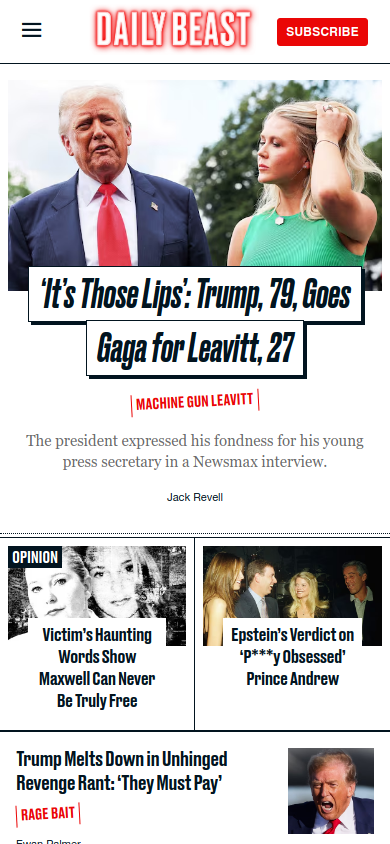 DAILY BEAST
SUBSCRIBE
‘It’s Those Lips’: Trump, 79, Goes
Gaga for Leavitt, 27
MACHINE GUN LEAVITT
The president expressed his fondness for his young
press secretary in a Newsmax interview.
Jack Revell
OPINION
Victim’s Haunting
Words Show
Maxwell Can Never
Be Truly Free
Epstein’s Verdict on
‘P***y Obsessed’
Prince Andrew
Trump Melts Down in Unhinged
Revenge Rant: ‘They Must Pay’
RAGE BAIT
Ewan Palmer